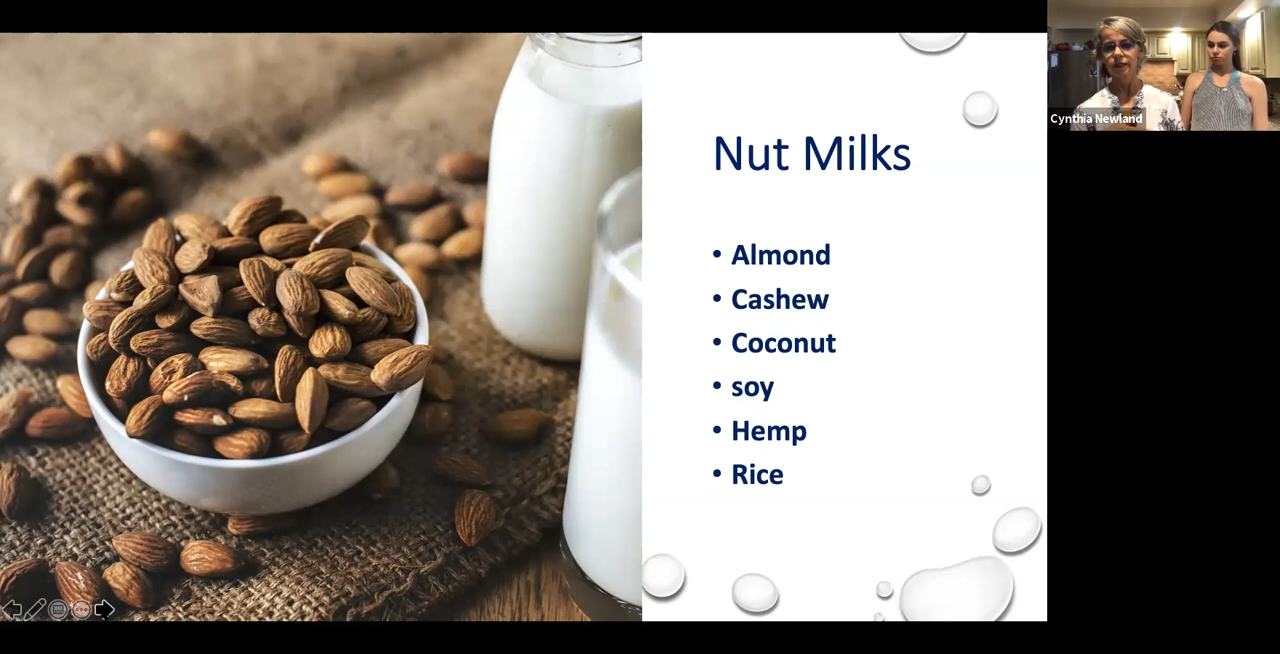 Nut Milks
• Almond
• Cashew
• Coconut
• soy
• Hemp
• Rice
Cynthia Newland